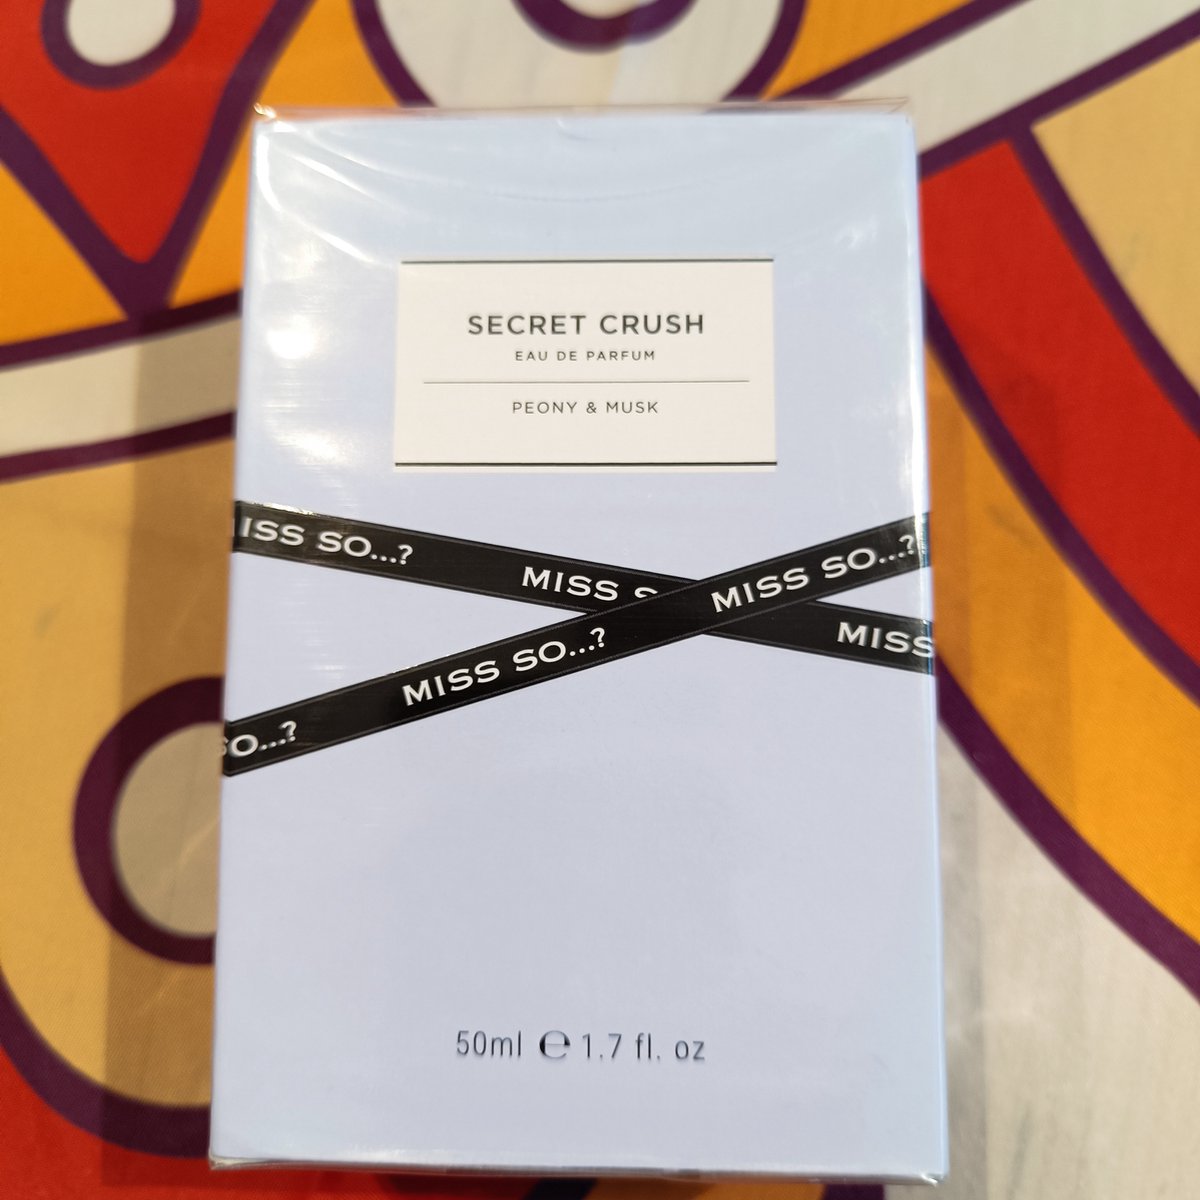 SECRET CRUSH
EAU DE PARFUM
PEONY & MUSK
ISS SO...? MISS S MISS
SO...? MISS SO...? MISS SO...?
50ml ℮ 1.7 fl. oz